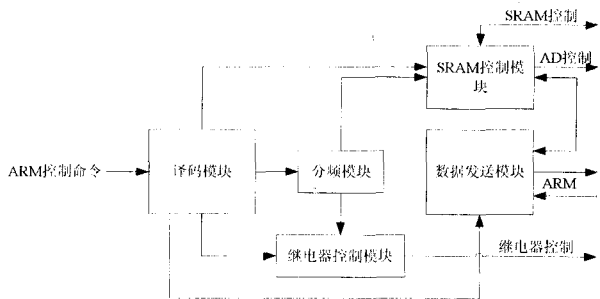 SRAM控制
SRAM控制模
块
AD控制
ARM控制命令
译码模块
分频模块
数据发送模块
ARM
继电器控制模块
继电器控制